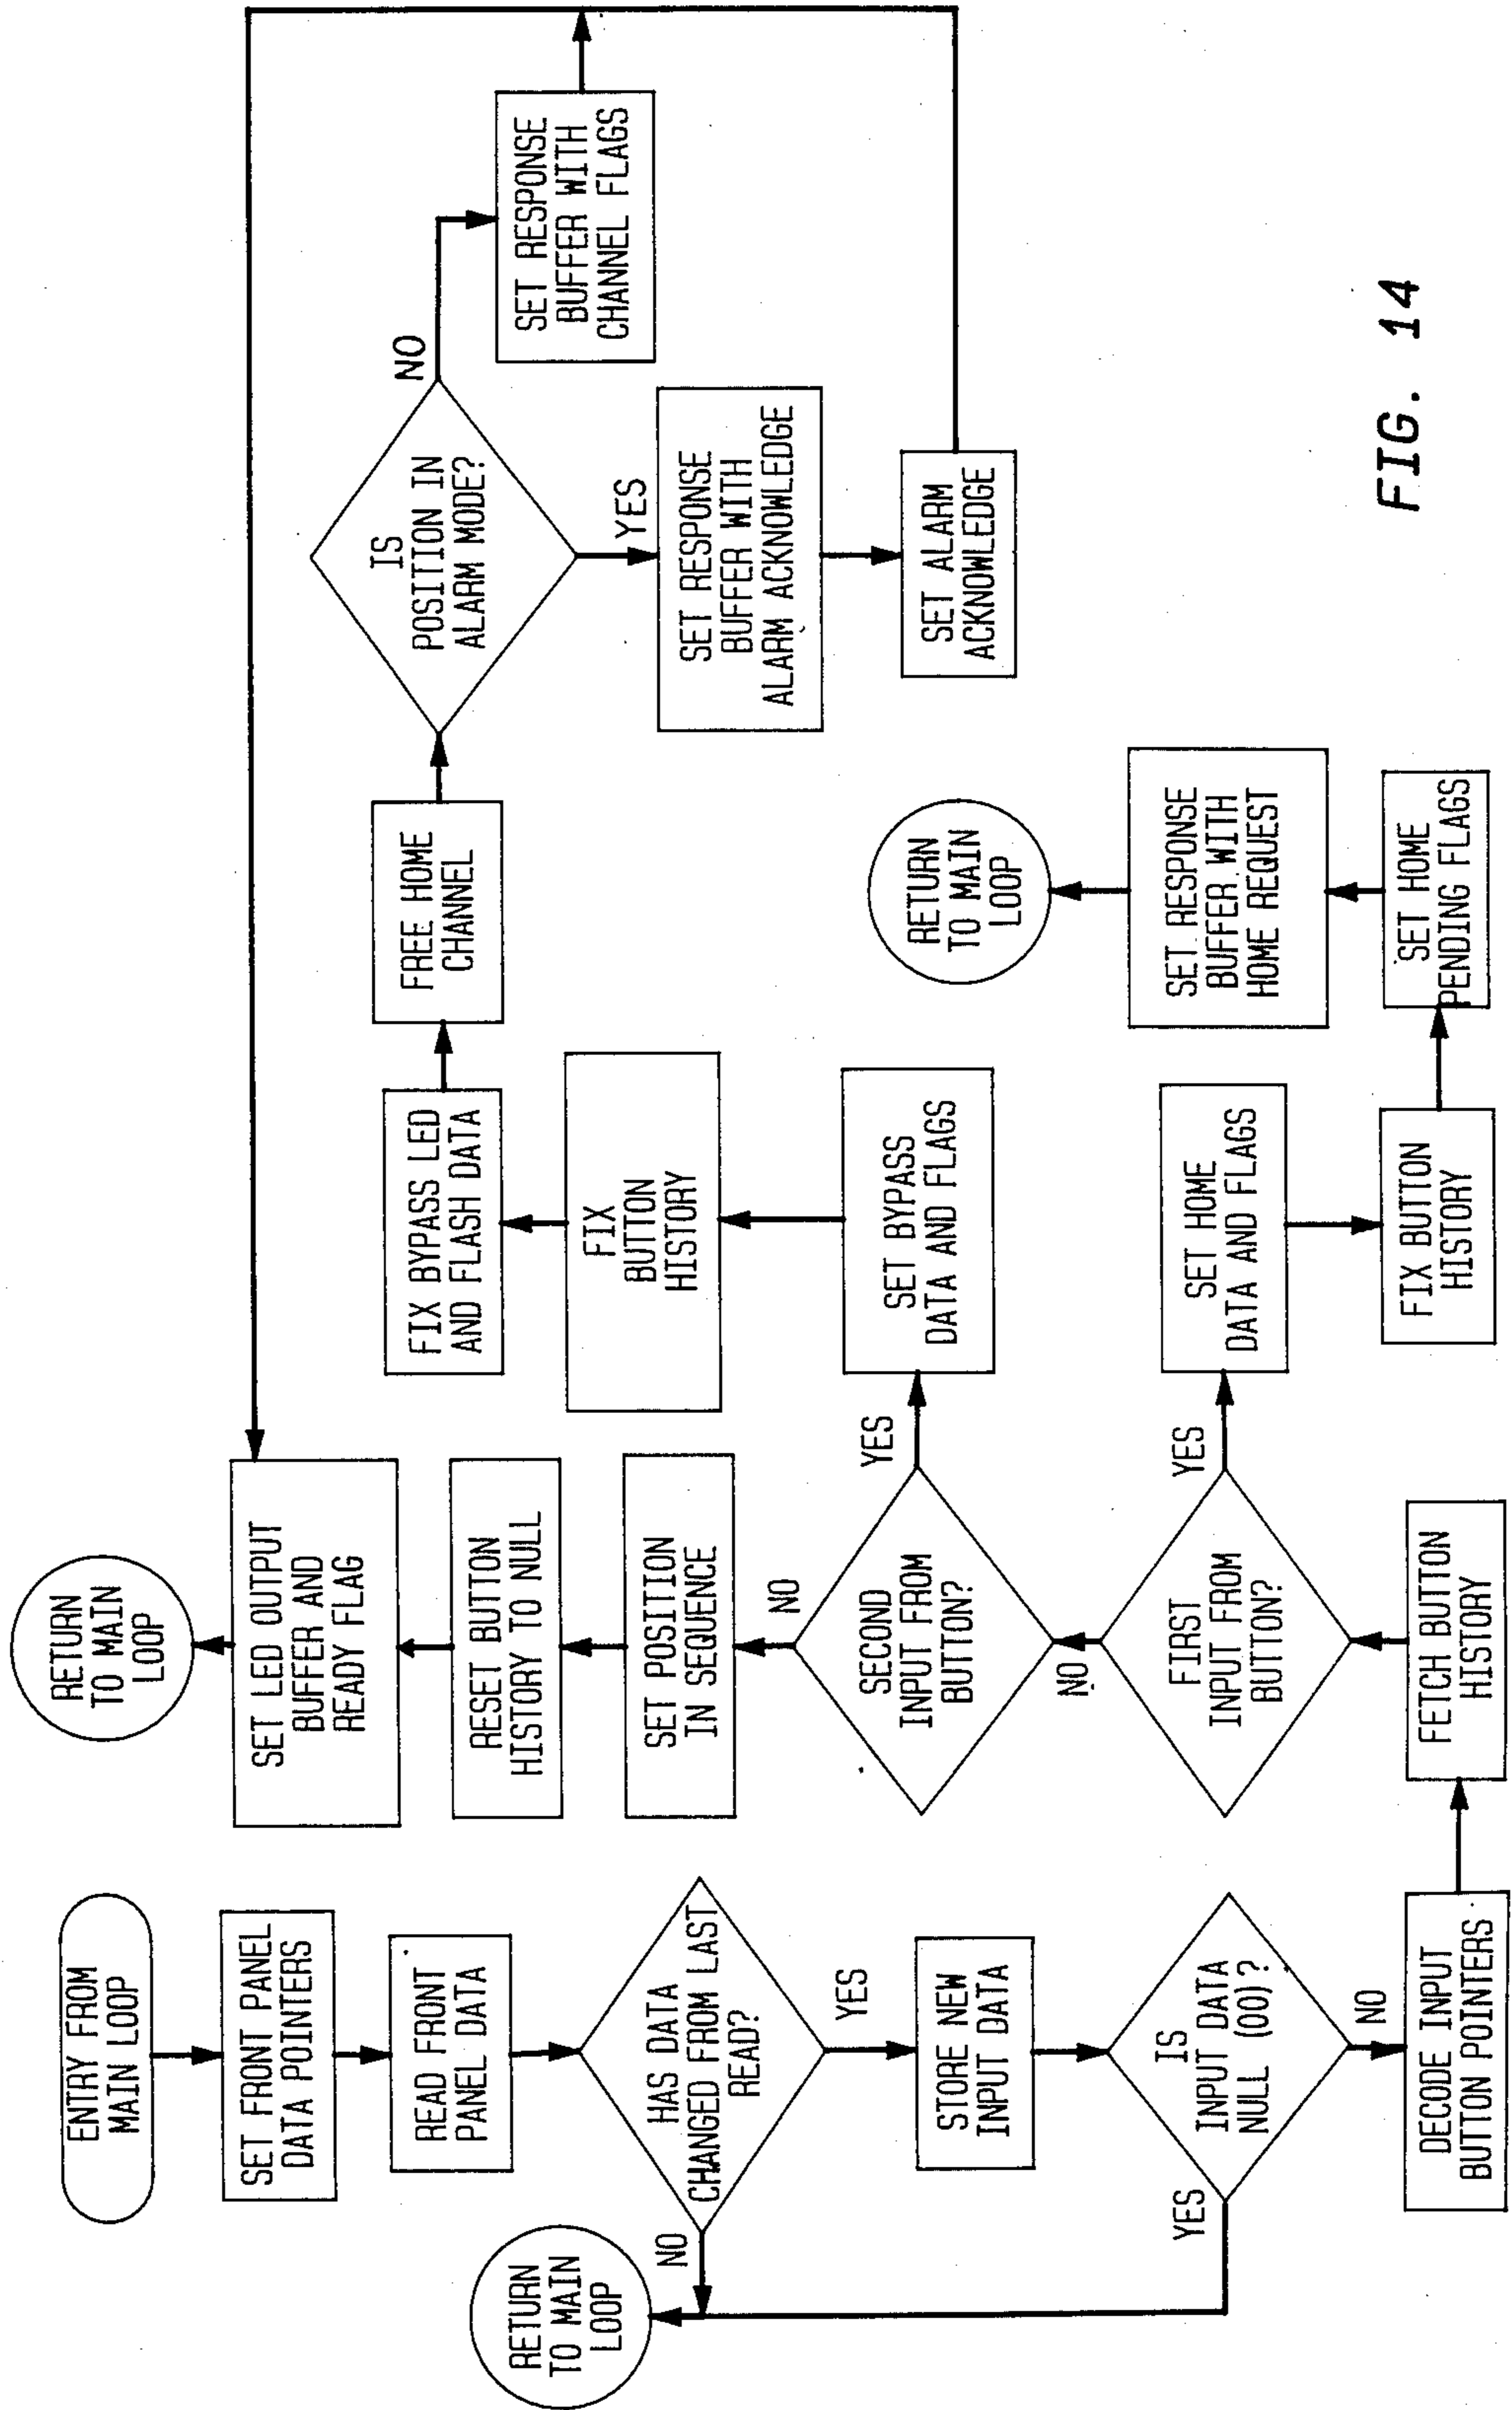 ENTRY FROM
MAIN LOOP
SET FRONT PANEL
DATA POINTERS
READ FRONT
PANEL DATA
HAS DATA
CHANGED FROM LAST
READ?
NO
YES
RETURN
TO MAIN
LOOP
STORE NEW
INPUT DATA
IS
INPUT DATA
NULL (00)?
YES
NO
DECODE INPUT
BUTTON POINTERS
FETCH BUTTON
HISTORY
FIRST
INPUT FROM
BUTTON?
YES
NO
SECOND
INPUT FROM
BUTTON?
YES
NO
SET POSITION
IN SEQUENCE
RESET BUTTON
HISTORY TO NULL
SET LED OUTPUT
BUFFER AND
READY FLAG
RETURN
TO MAIN
LOOP
SET HOME
DATA AND FLAGS
FIX BUTTON
HISTORY
SET HOME
PENDING FLAGS
SET RESPONSE
BUFFER WITH
HOME REQUEST
RETURN
TO MAIN
LOOP
SET BYPASS
DATA AND FLAGS
FIX
BUTTON
HISTORY
FIX BYPASS LED
AND FLASH DATA
FREE HOME
CHANNEL
IS
POSITION IN
ALARM MODE?
NO
YES
SET RESPONSE
BUFFER WITH
CHANNEL FLAGS
SET RESPONSE
BUFFER WITH
ALARM ACKNOWLEDGE
SET ALARM
ACKNOWLEDGE
FIG. 14